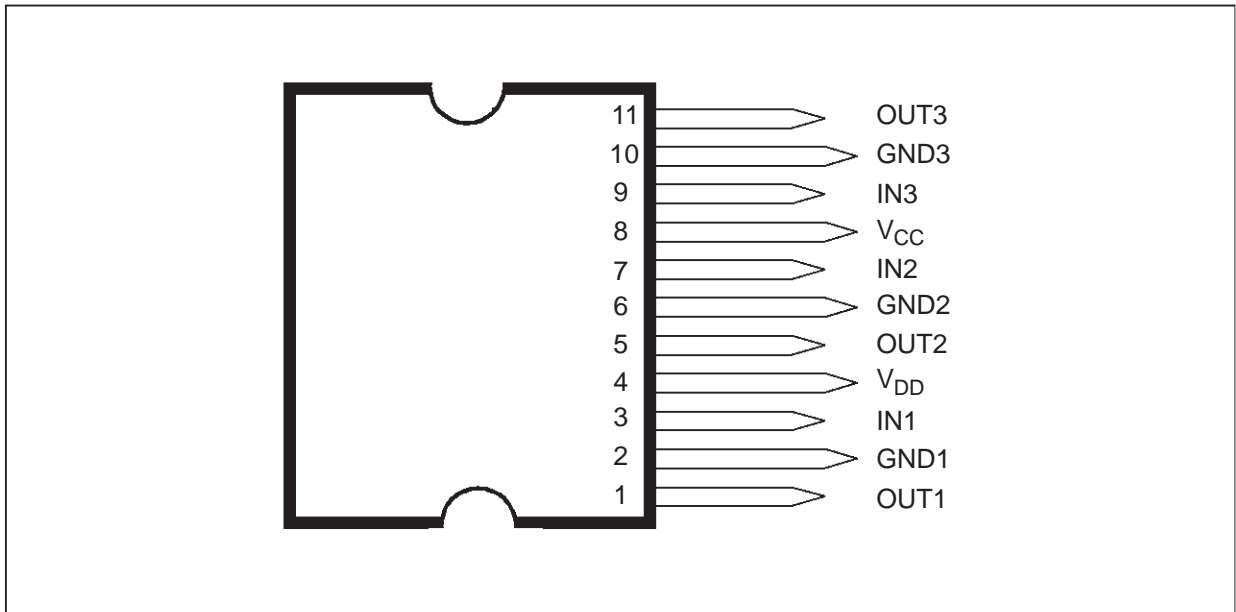 11 OUT3
10 GND3
9 IN3
8 VCC
7 IN2
6 GND2
5 OUT2
4 VDD
3 IN1
2 GND1
1 OUT1